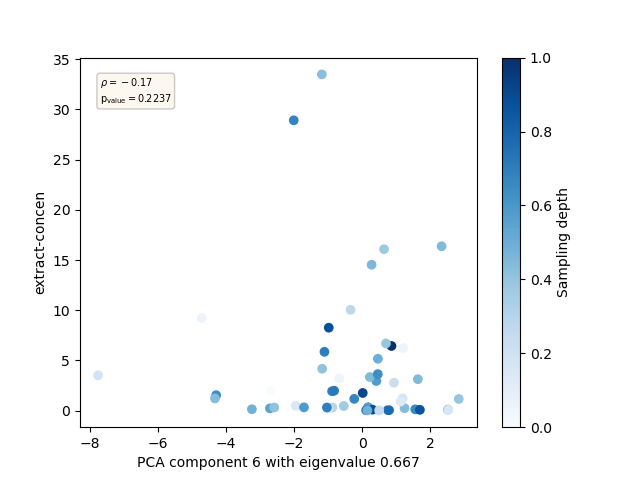 35
30
25
20
15
10
5
0
extract-concen
ρ = −0.17
p_value = 0.2237
−8 −6 −4 −2 0 2
PCA component 6 with eigenvalue 0.667
1.0
0.8
0.6
0.4
0.2
0.0
Sampling depth